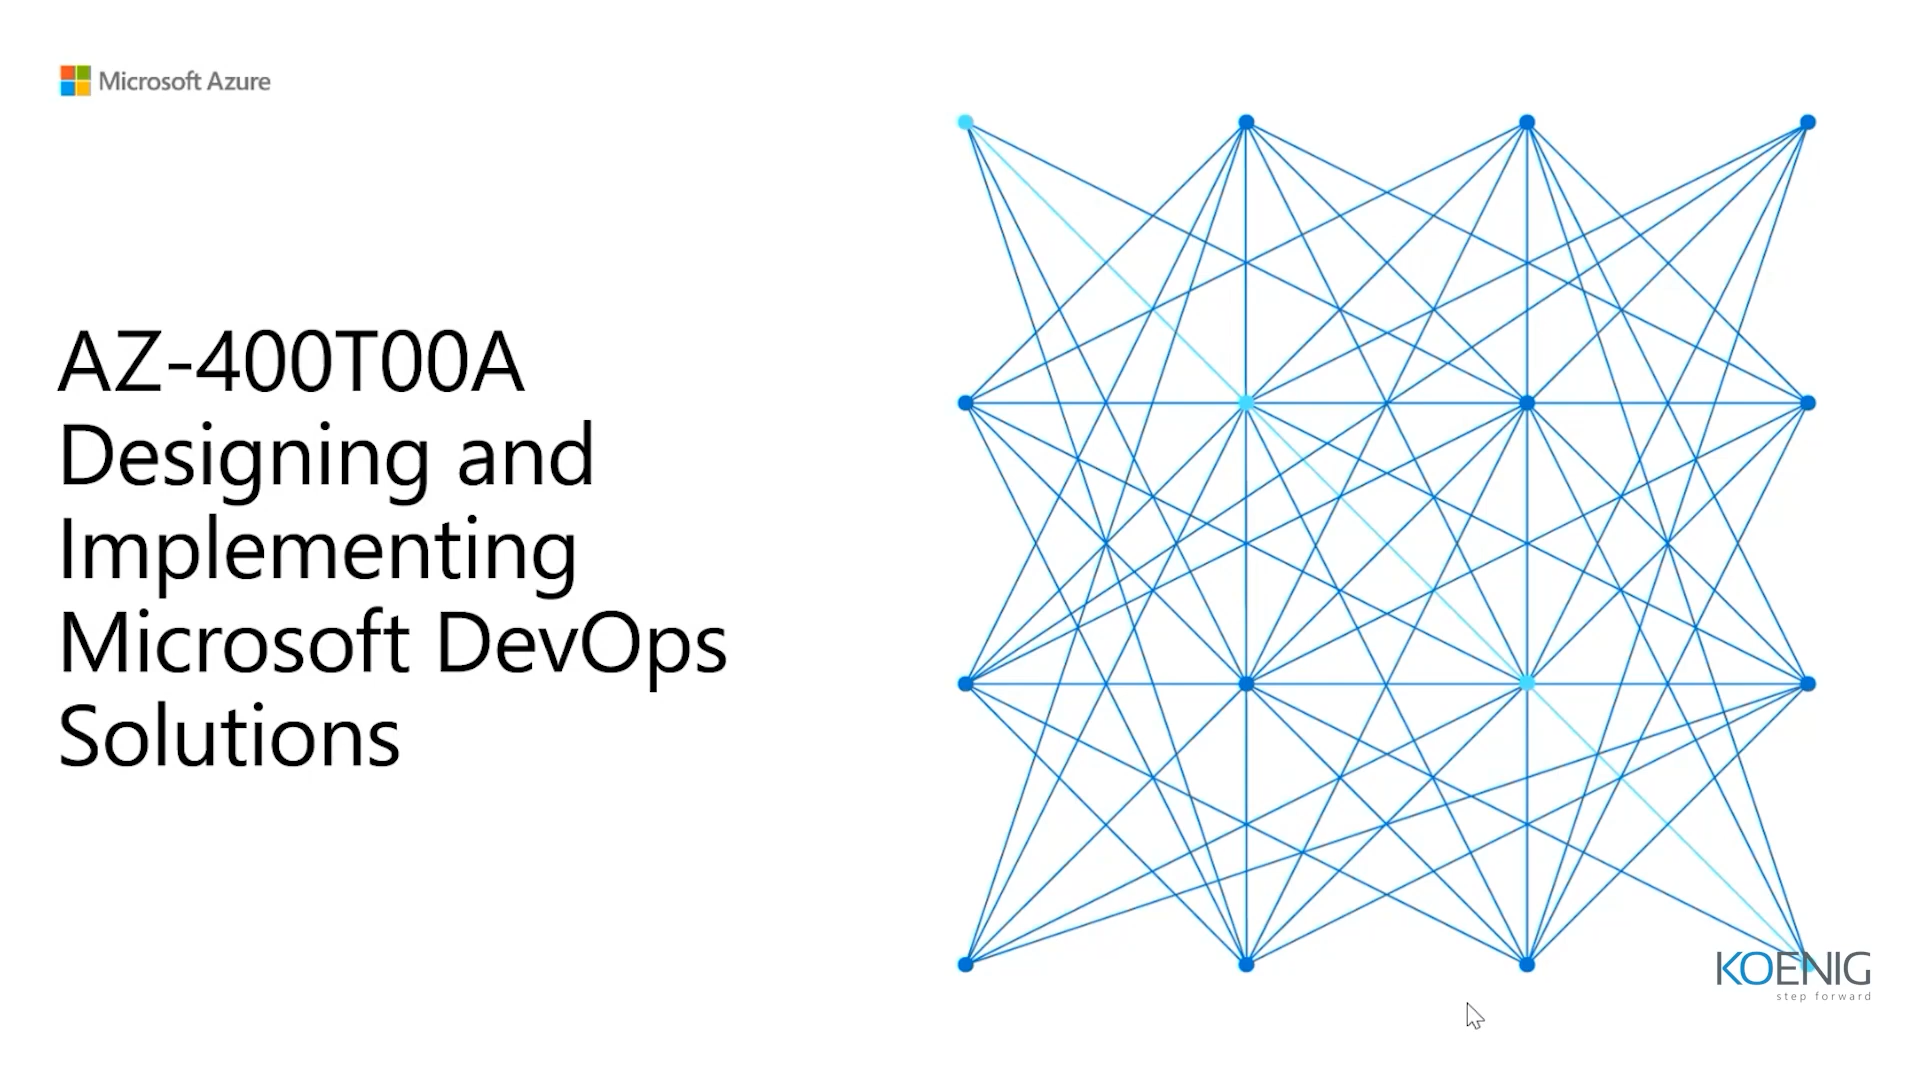 Microsoft Azure
AZ-400T00A
Designing and
Implementing
Microsoft DevOps
Solutions
KOENIG
step forward